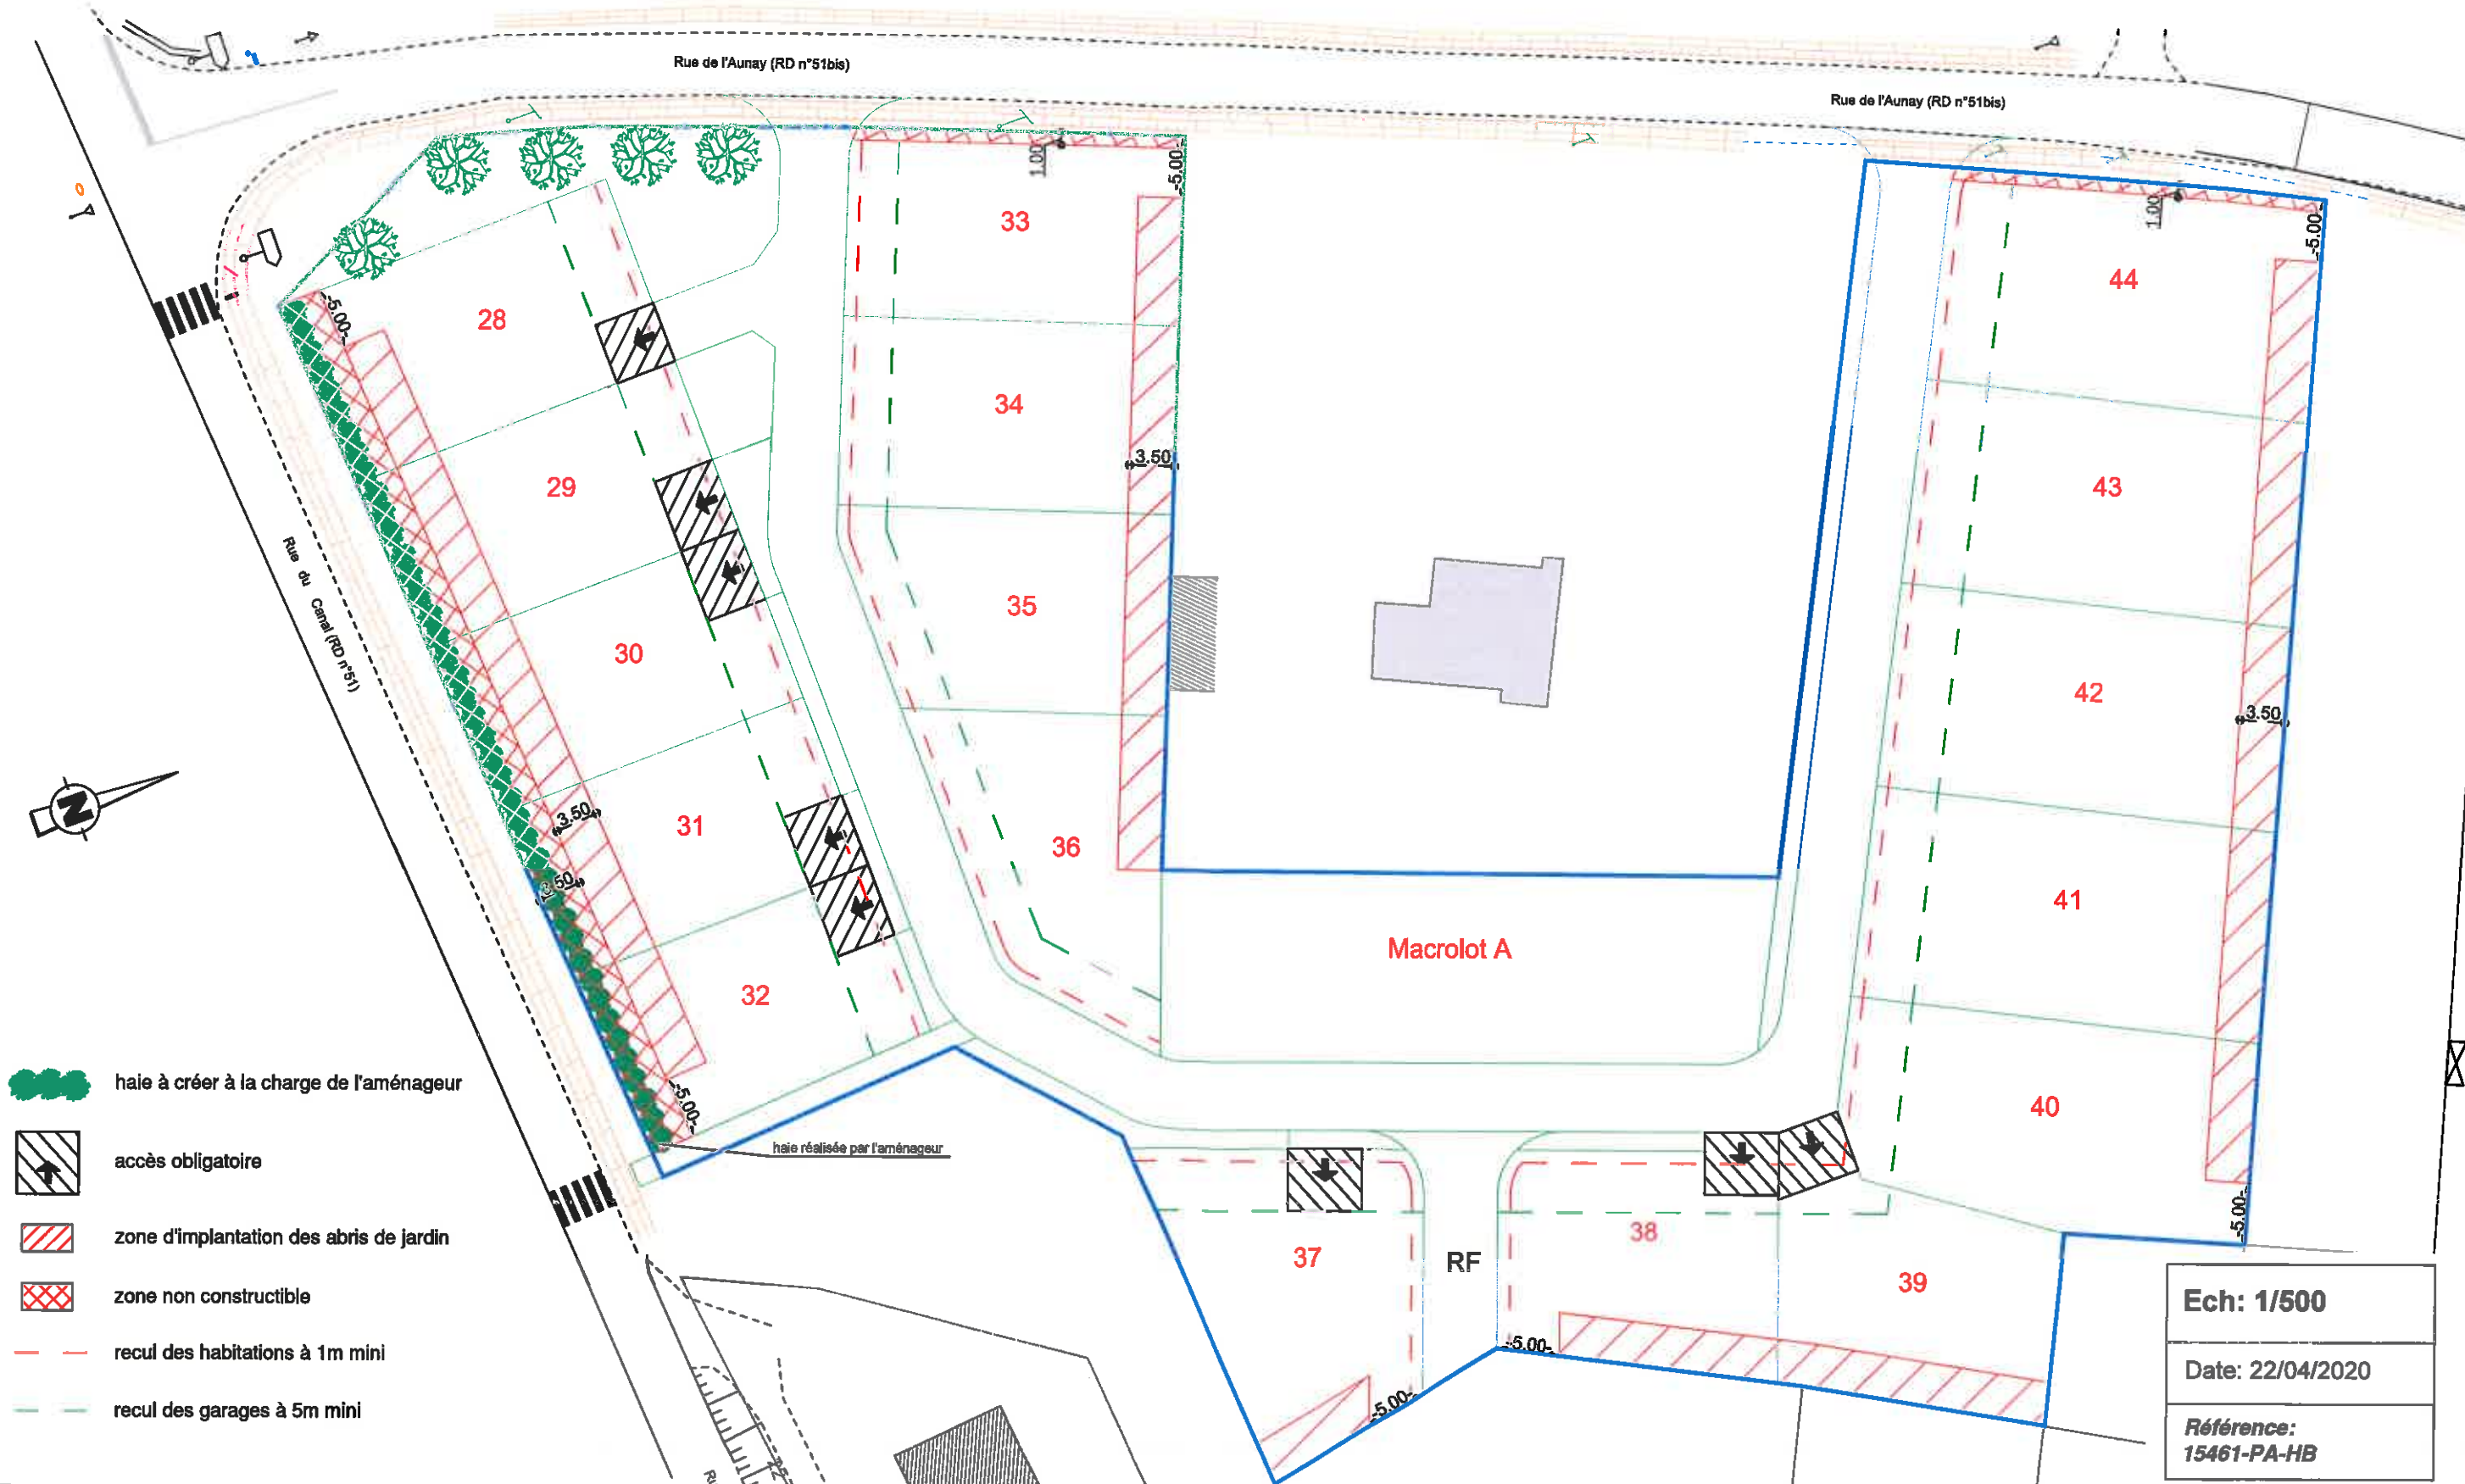 Rue de l'Aunay (RD n°51bis)
Rue de l'Aunay (RD n°51bis)
1.00
-5.00-
1.00
-5.00-
33
44
28
-5.00-
34
3.50
43
29
Rue du Canal (RD n°51)
30
35
42
3.50
N
31
3.50
36
3.50
41
32
Macrolot A
40
-5.00-
haie à créer à la charge de l'aménageur
accès obligatoire
zone d'implantation des abris de jardin
zone non constructible
recul des habitations à 1m mini
recul des garages à 5m mini
haie réalisée par l'aménageur
37
RF
38
39
-5.00-
-5.00-
-5.00-
Ech: 1/500
Date: 22/04/2020
Référence:
15461-PA-HB